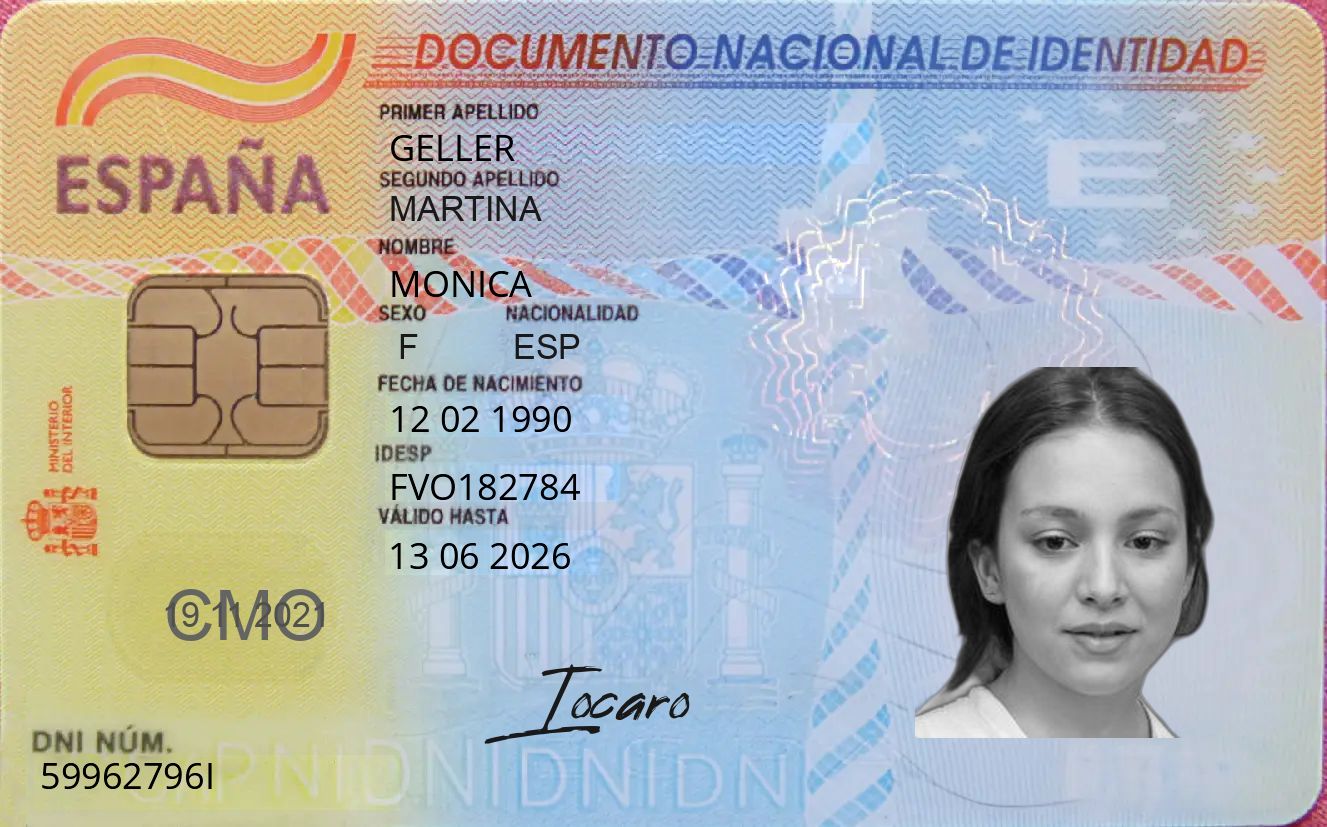 DOCUMENTO NACIONAL DE IDENTIDAD
ESPAÑA
PRIMER APELLIDO
GELLER
SEGUNDO APELLIDO
MARTINA
NOMBRE
MONICA
SEXO NACIONALIDAD
F ESP
FECHA DE NACIMIENTO
12 02 1990
IDESP
FVO182784
VÁLIDO HASTA
13 06 2026
MINISTERIO
DEL INTERIOR
E
CMO
19 11 2021
Iocaro
DNI NÚM.
59962796I
DNIDNIDNIDNI